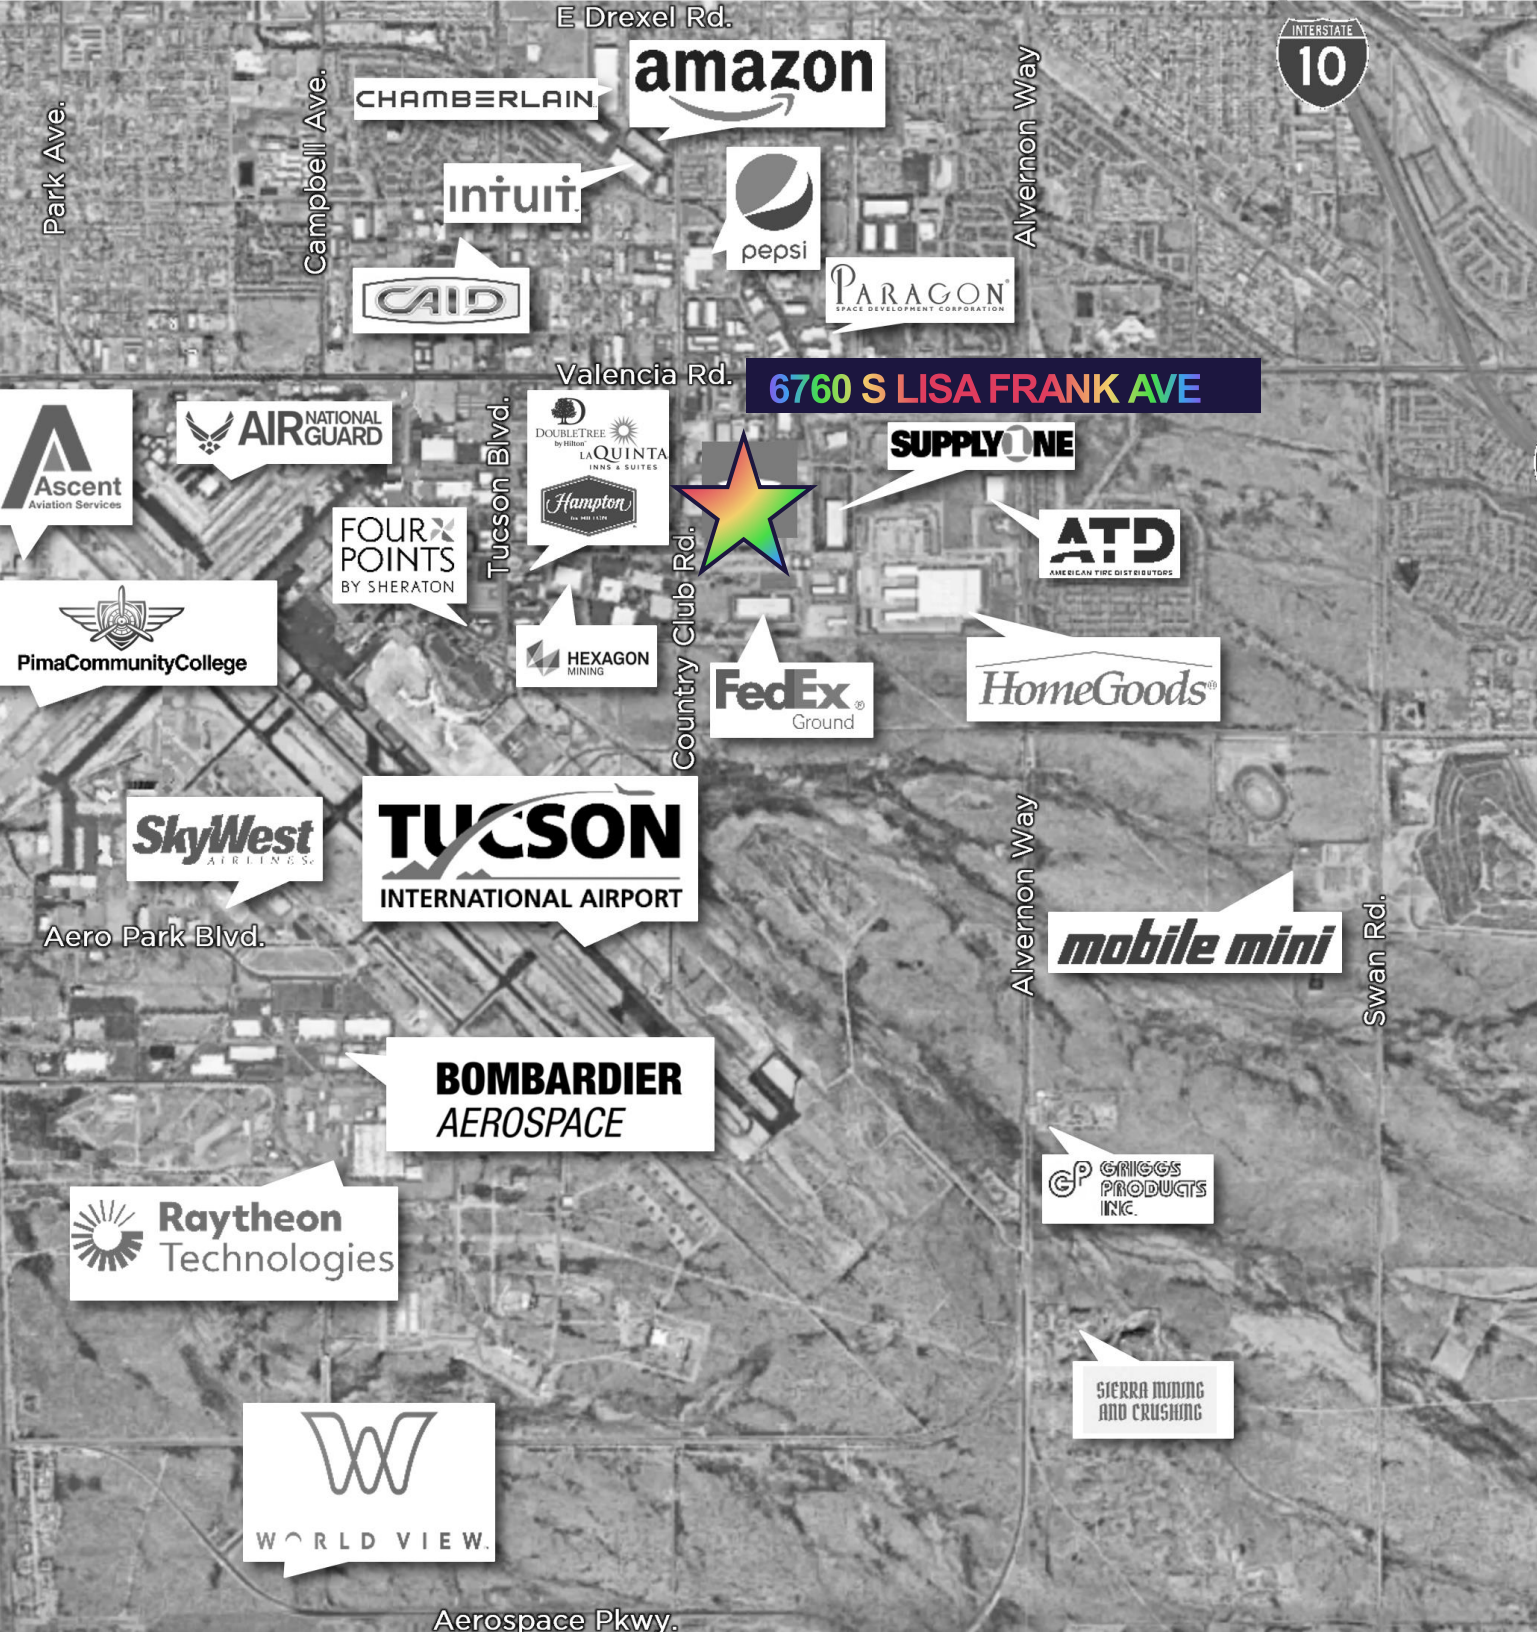 E Drexel Rd.
INTERSTATE
10
amazon
CHAMBERLAIN
Park Ave.
Campbell Ave.
Alvernon Way
intuit
pepsi
CAID
PARAGON
SPACE DEVELOPMENT CORPORATION
Valencia Rd.
6760 S LISA FRANK AVE
Ascent
Aviation Services
AIR NATIONAL
GUARD
Tucson Blvd.
DOUBLETREE
by Hilton
LAQUINTA
INNS & SUITES
Hampton
SUPPLYONE
FOUR
POINTS
BY SHERATON
ATD
AMERICAN TIRE DISTRIBUTORS
Country Club Rd.
PimaCommunityCollege
HEXAGON
MINING
FedEx®
Ground
HomeGoods®
SkyWest
AIRLINES
TUCSON
INTERNATIONAL AIRPORT
Alvernon Way
Aero Park Blvd.
mobile mini
Swan Rd.
BOMBARDIER
AEROSPACE
GP GRIGGS
PRODUCTS
INC.
Raytheon
Technologies
SIERRA MINING
AND CRUSHING
WORLD VIEW
Aerospace Pkwy.